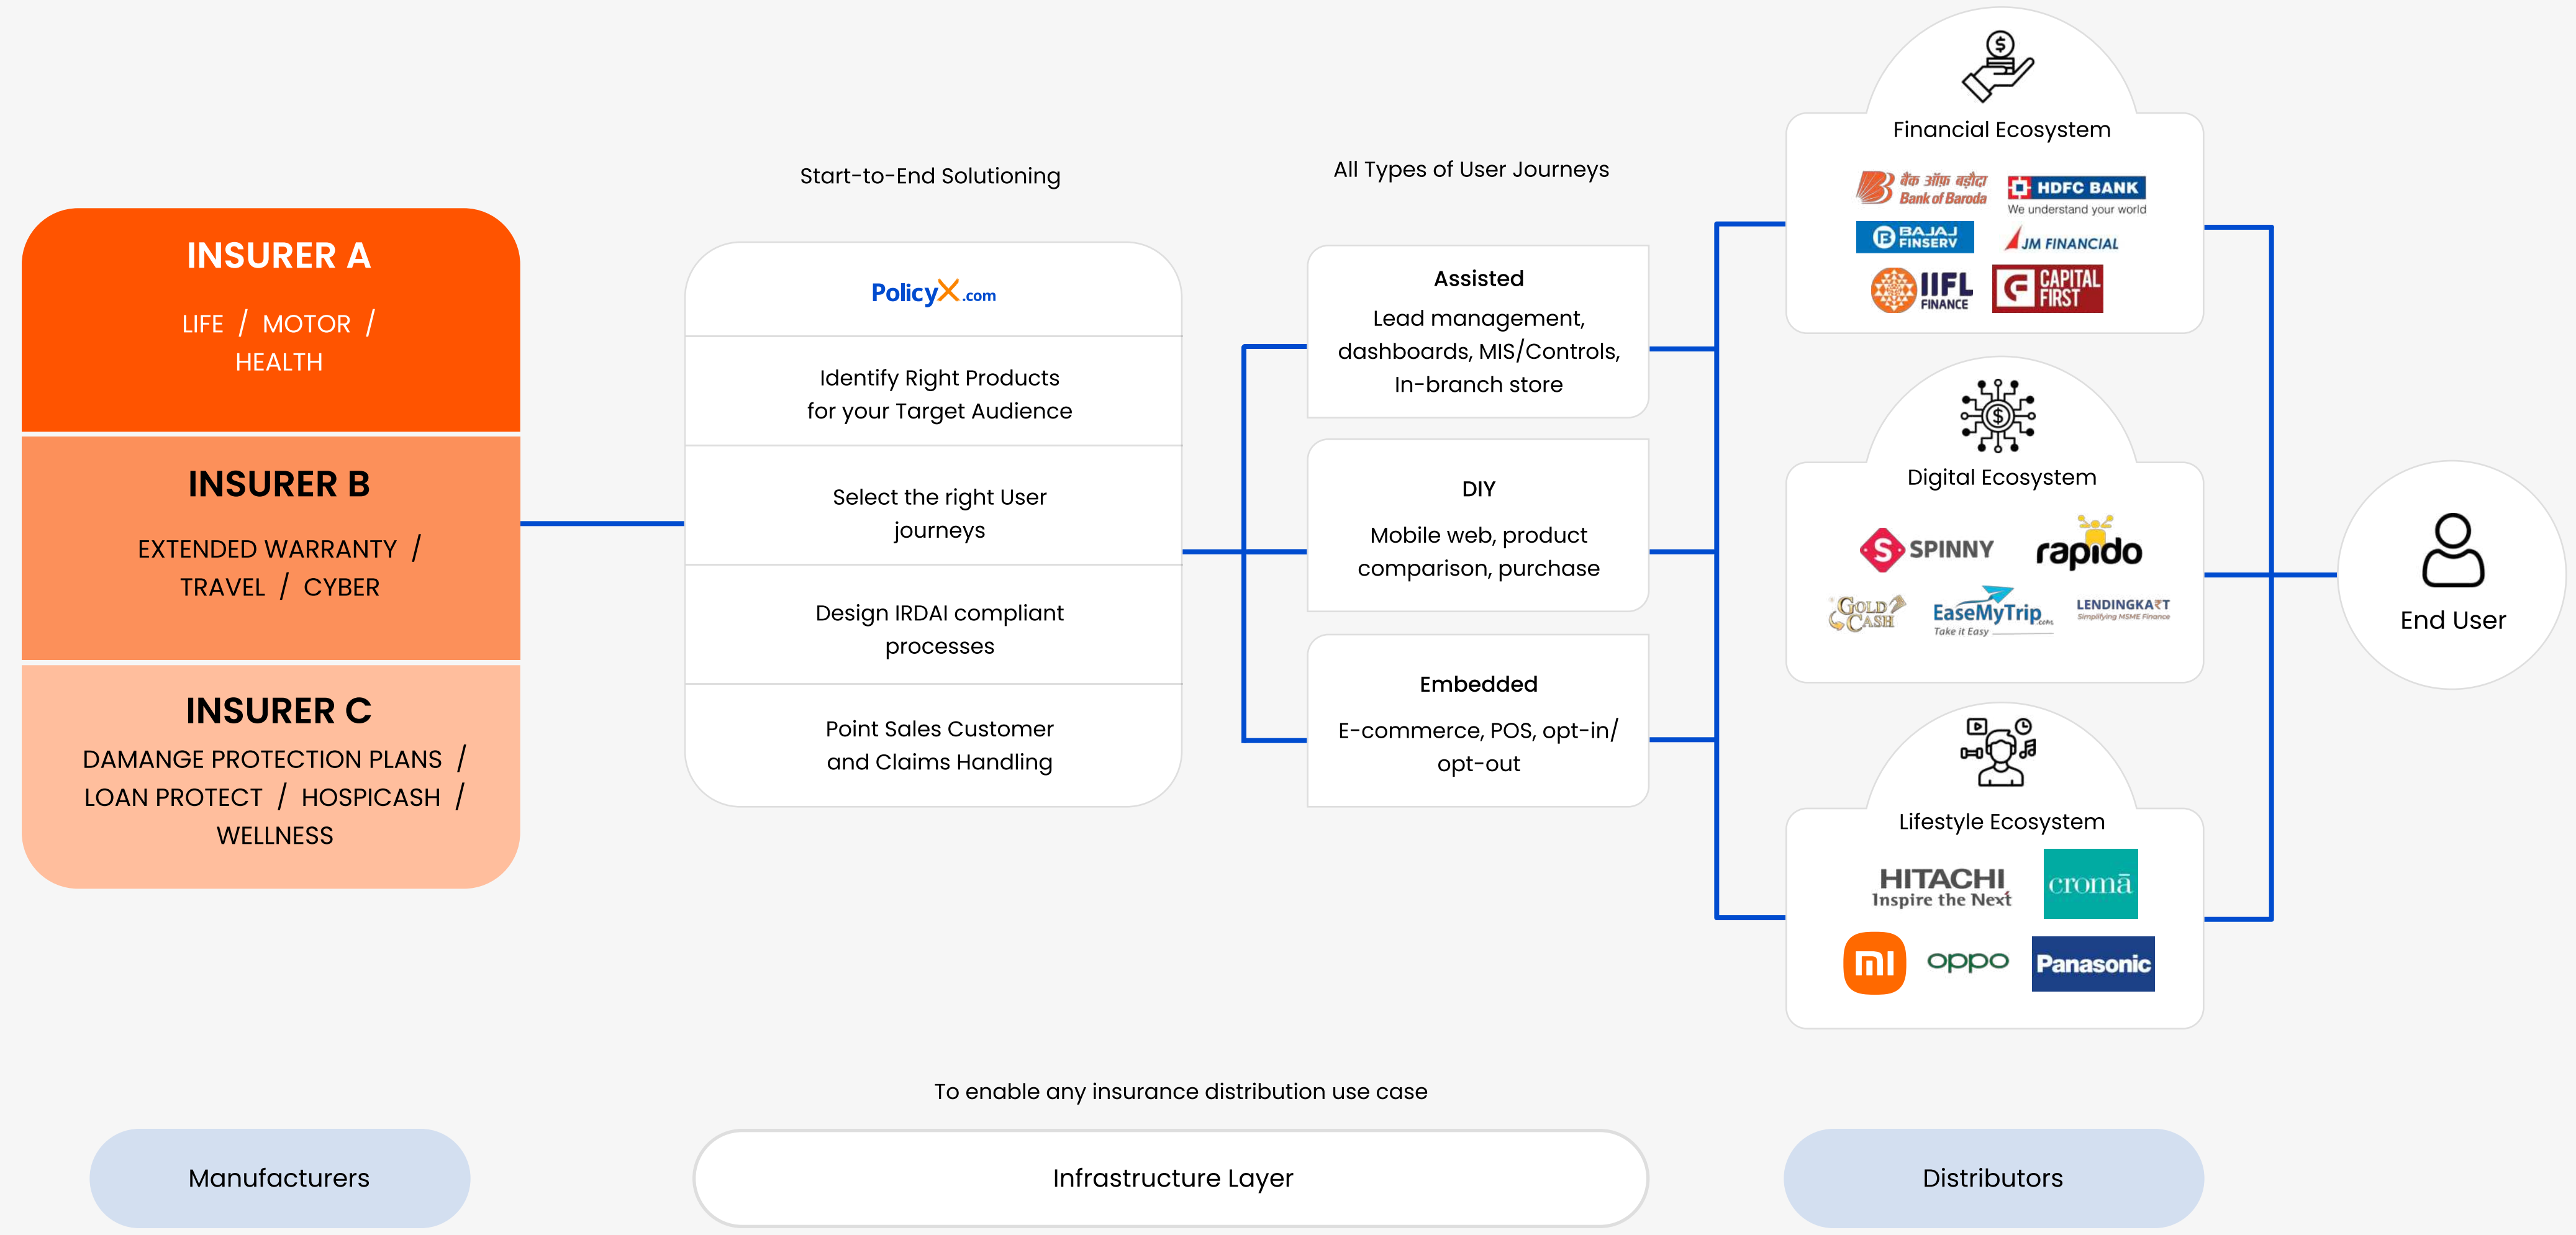 INSURER A
LIFE / MOTOR /
HEALTH
INSURER B
EXTENDED WARRANTY /
TRAVEL / CYBER
INSURER C
DAMANGE PROTECTION PLANS /
LOAN PROTECT / HOSPICASH /
WELLNESS
Start-to-End Solutioning
PolicyX.com
Identify Right Products
for your Target Audience
Select the right User
journeys
Design IRDAI compliant
processes
Point Sales Customer
and Claims Handling
All Types of User Journeys
Assisted
Lead management,
dashboards, MIS/Controls,
In-branch store
DIY
Mobile web, product
comparison, purchase
Embedded
E-commerce, POS, opt-in/
opt-out
Financial Ecosystem
बैंक ऑफ़ बड़ौदा
Bank of Baroda
HDFC BANK
We understand your world
BAJAJ
FINSERV
JM FINANCIAL
IIFL
FINANCE
CAPITAL
FIRST
Digital Ecosystem
SPINNY
rapido
GOLD
CASH
EaseMyTrip.com
Take it Easy
LENDINGKART
Simplifying MSME Finance
Lifestyle Ecosystem
HITACHI
Inspire the Next
cromā
mi
oppo
Panasonic
End User
To enable any insurance distribution use case
Manufacturers
Infrastructure Layer
Distributors